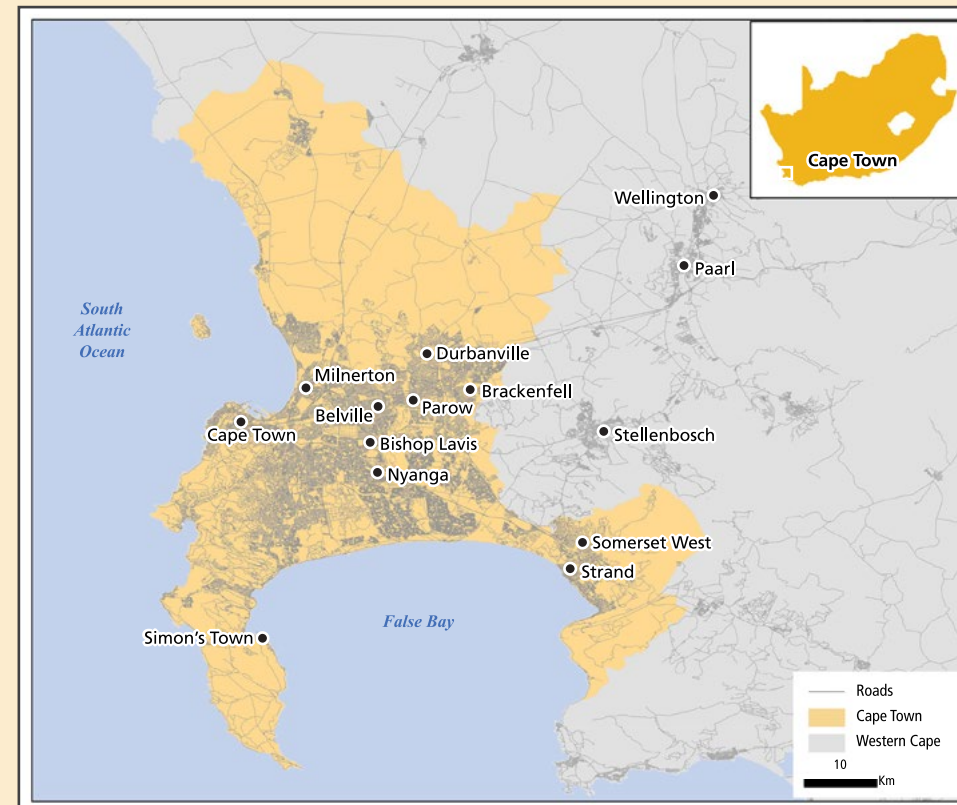 Cape Town
Wellington
Paarl
South
Atlantic
Ocean
Durbanville
Milnerton
Brackenfell
Parow
Belville
Cape Town
Stellenbosch
Bishop Lavis
Nyanga
Somerset West
Strand
False Bay
Simon's Town
Roads
Cape Town
Western Cape
10
Km